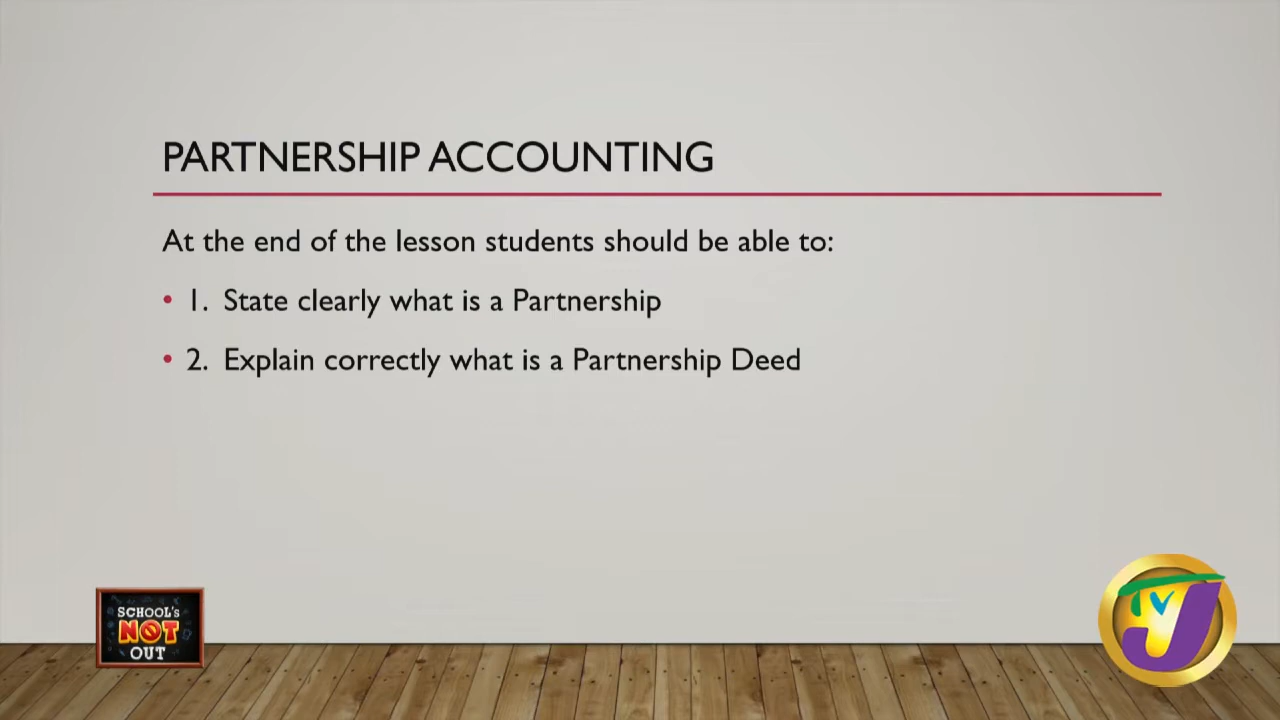 PARTNERSHIP ACCOUNTING
At the end of the lesson students should be able to:
• 1. State clearly what is a Partnership
• 2. Explain correctly what is a Partnership Deed
SCHOOL's
NOT
OUT
TVJ